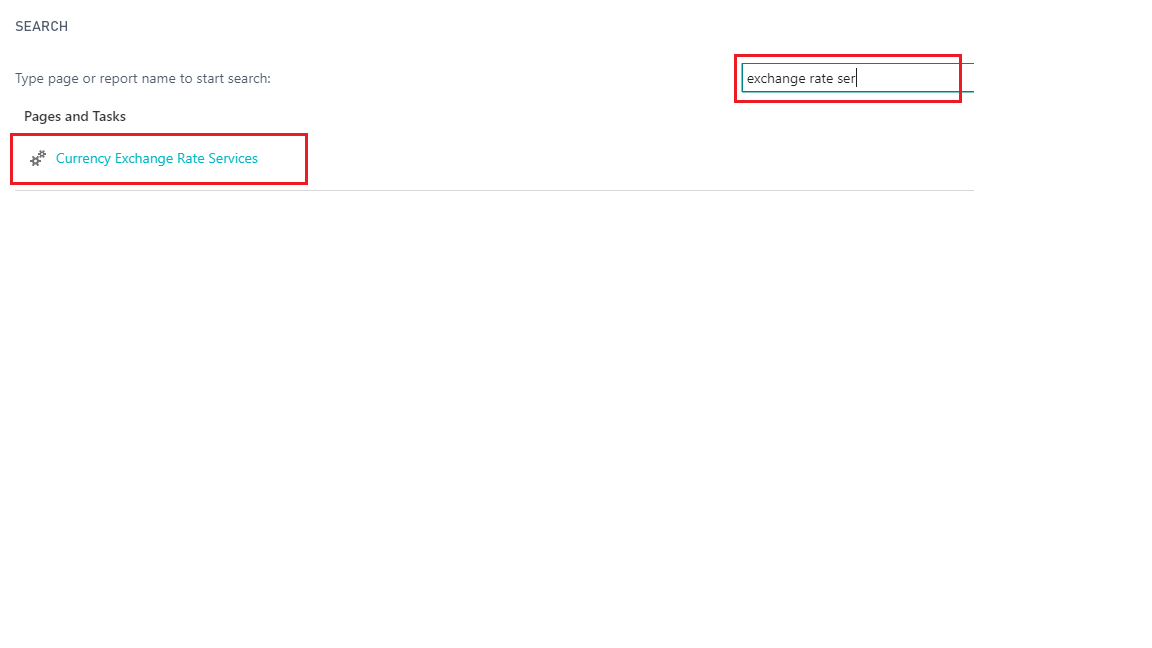 SEARCH
Type page or report name to start search:
exchange rate ser
Pages and Tasks
Currency Exchange Rate Services